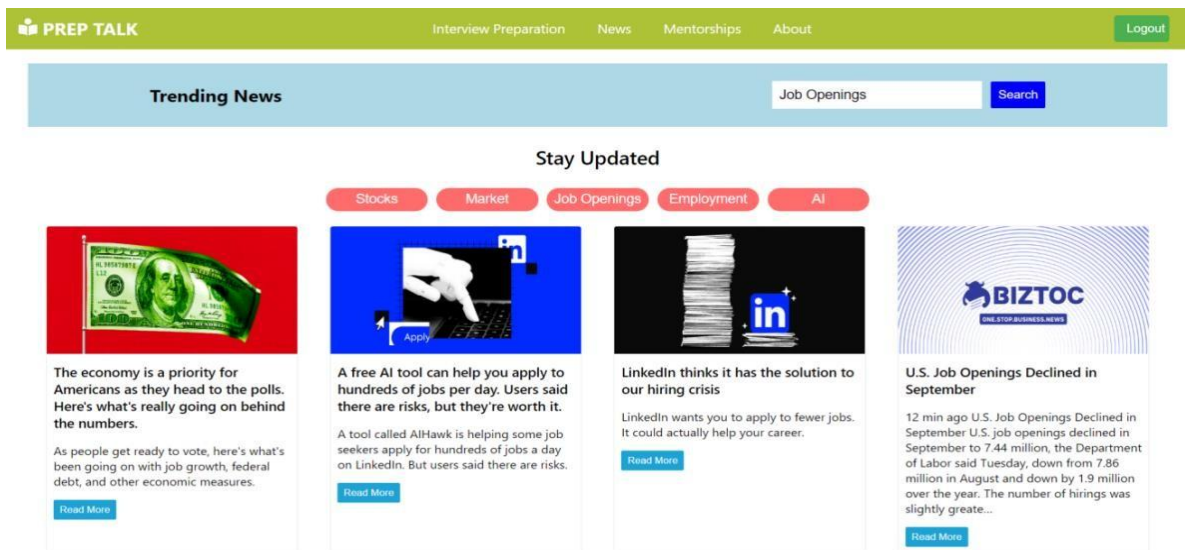 PREP TALK
Interview Preparation
News
Mentorships
About
Logout
Trending News
Job Openings
Search
Stay Updated
Stocks
Market
Job Openings
Employment
AI
The economy is a priority for
Americans as they head to the polls.
Here's what's really going on behind
the numbers.
As people get ready to vote, here's what's
been going on with job growth, federal
debt, and other economic measures.
Read More
in
Apply
A free AI tool can help you apply to
hundreds of jobs per day. Users said
there are risks, but they're worth it.
A tool called AIHawk is helping some job
seekers apply for hundreds of jobs a day
on LinkedIn. But users said there are risks.
Read More
in
LinkedIn thinks it has the solution to
our hiring crisis
LinkedIn wants you to apply to fewer jobs.
It could actually help your career.
Read More
BIZTOC
ONE.STOP.BUSINESS.NEWS
U.S. Job Openings Declined in
September
12 min ago U.S. Job Openings Declined in
September U.S. job openings declined in
September to 7.44 million, the Department
of Labor said Tuesday, down from 7.86
million in August and down by 1.9 million
over the year. The number of hirings was
slightly greate...
Read More